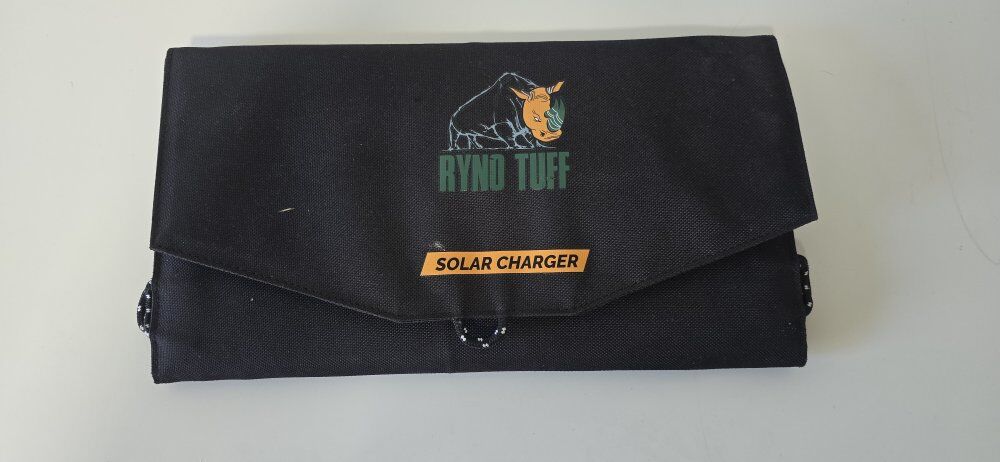 RYNO TUFF
SOLAR CHARGER